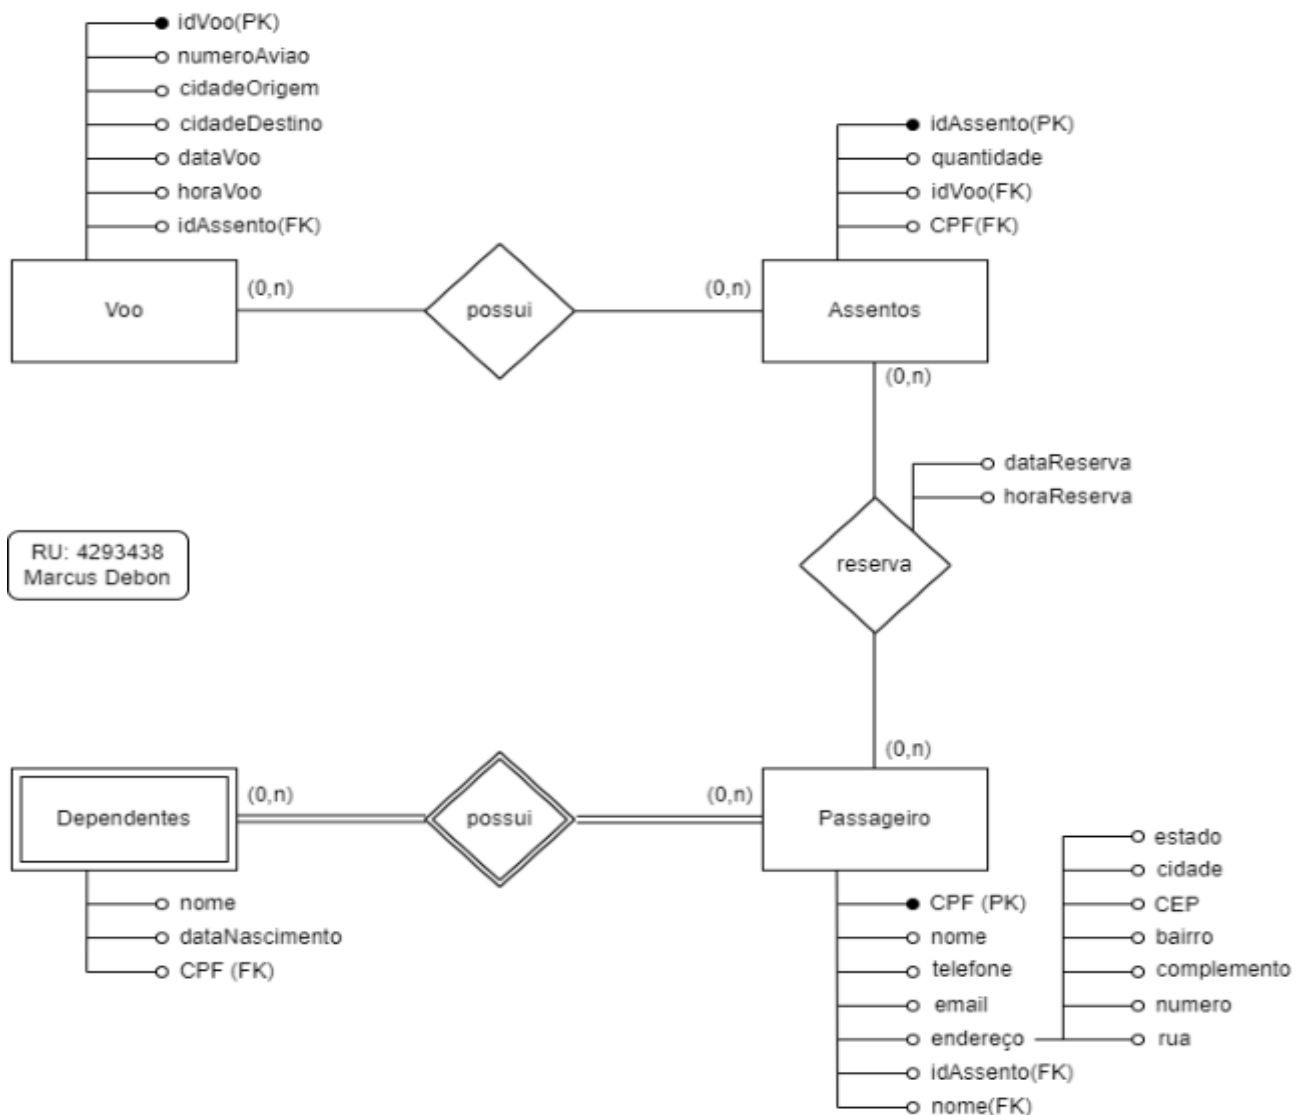 idVoo(PK)
numeroAviao
cidadeOrigem
cidadeDestino
dataVoo
horaVoo
idAssento(FK)
idAssento(PK)
quantidade
idVoo(FK)
CPF(FK)
Voo
(0,n)
possui
(0,n)
Assentos
(0,n)
dataReserva
horaReserva
reserva
RU: 4293438
Marcus Debon
(0,n)
Dependentes
(0,n)
possui
(0,n)
Passageiro
nome
dataNascimento
CPF (FK)
CPF (PK)
nome
telefone
email
endereço
idAssento(FK)
nome(FK)
estado
cidade
CEP
bairro
complemento
numero
rua